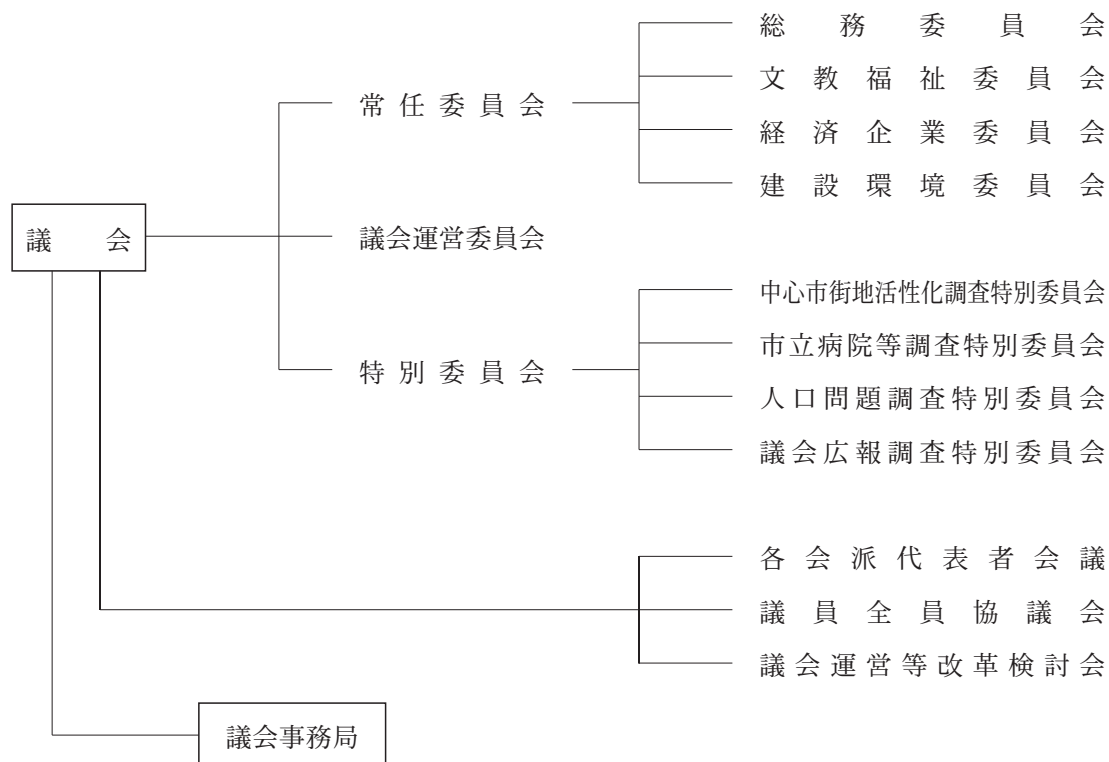 議会
常任委員会
総務委員会
文教福祉委員会
経済企業委員会
建設環境委員会
議会運営委員会
特別委員会
中心市街地活性化調査特別委員会
市立病院等調査特別委員会
人口問題調査特別委員会
議会広報調査特別委員会
各会派代表者会議
議員全員協議会
議会運営等改革検討会
議会事務局